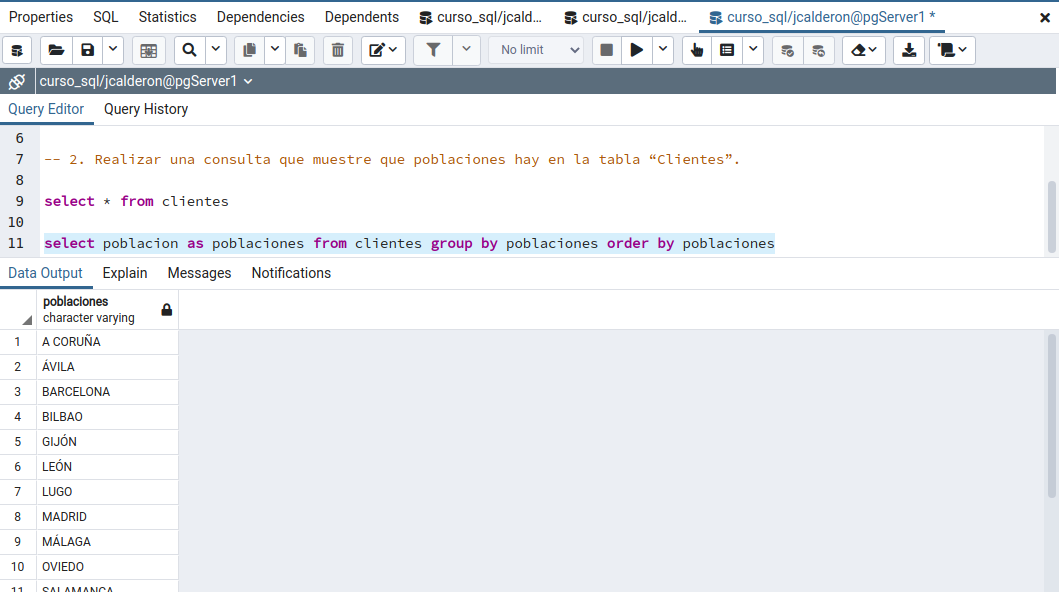 Properties SQL Statistics Dependencies Dependents curso_sql/jcald... curso_sql/jcald... curso_sql/jcalderon@pgServer1 *
No limit
curso_sql/jcalderon@pgServer1
Query Editor Query History
6
7 -- 2. Realizar una consulta que muestre que poblaciones hay en la tabla “Clientes”.
8
9 select * from clientes
10
11 select poblacion as poblaciones from clientes group by poblaciones order by poblaciones
Data Output Explain Messages Notifications
poblaciones
character varying
1 A CORUÑA
2 ÁVILA
3 BARCELONA
4 BILBAO
5 GIJÓN
6 LEÓN
7 LUGO
8 MADRID
9 MÁLAGA
10 OVIEDO
11 SALAMANCA